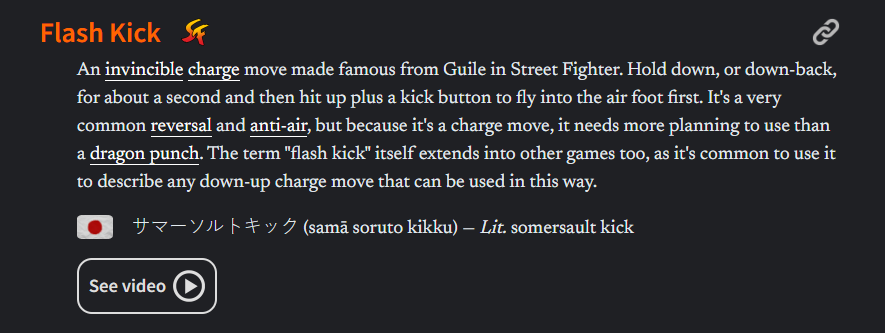 Flash Kick
An invincible charge move made famous from Guile in Street Fighter. Hold down, or down-back,
for about a second and then hit up plus a kick button to fly into the air foot first. It's a very
common reversal and anti-air, but because it's a charge move, it needs more planning to use than
a dragon punch. The term "flash kick" itself extends into other games too, as it's common to use it
to describe any down-up charge move that can be used in this way.
サマーソルトキック (samā soruto kikku) — Lit. somersault kick
See video